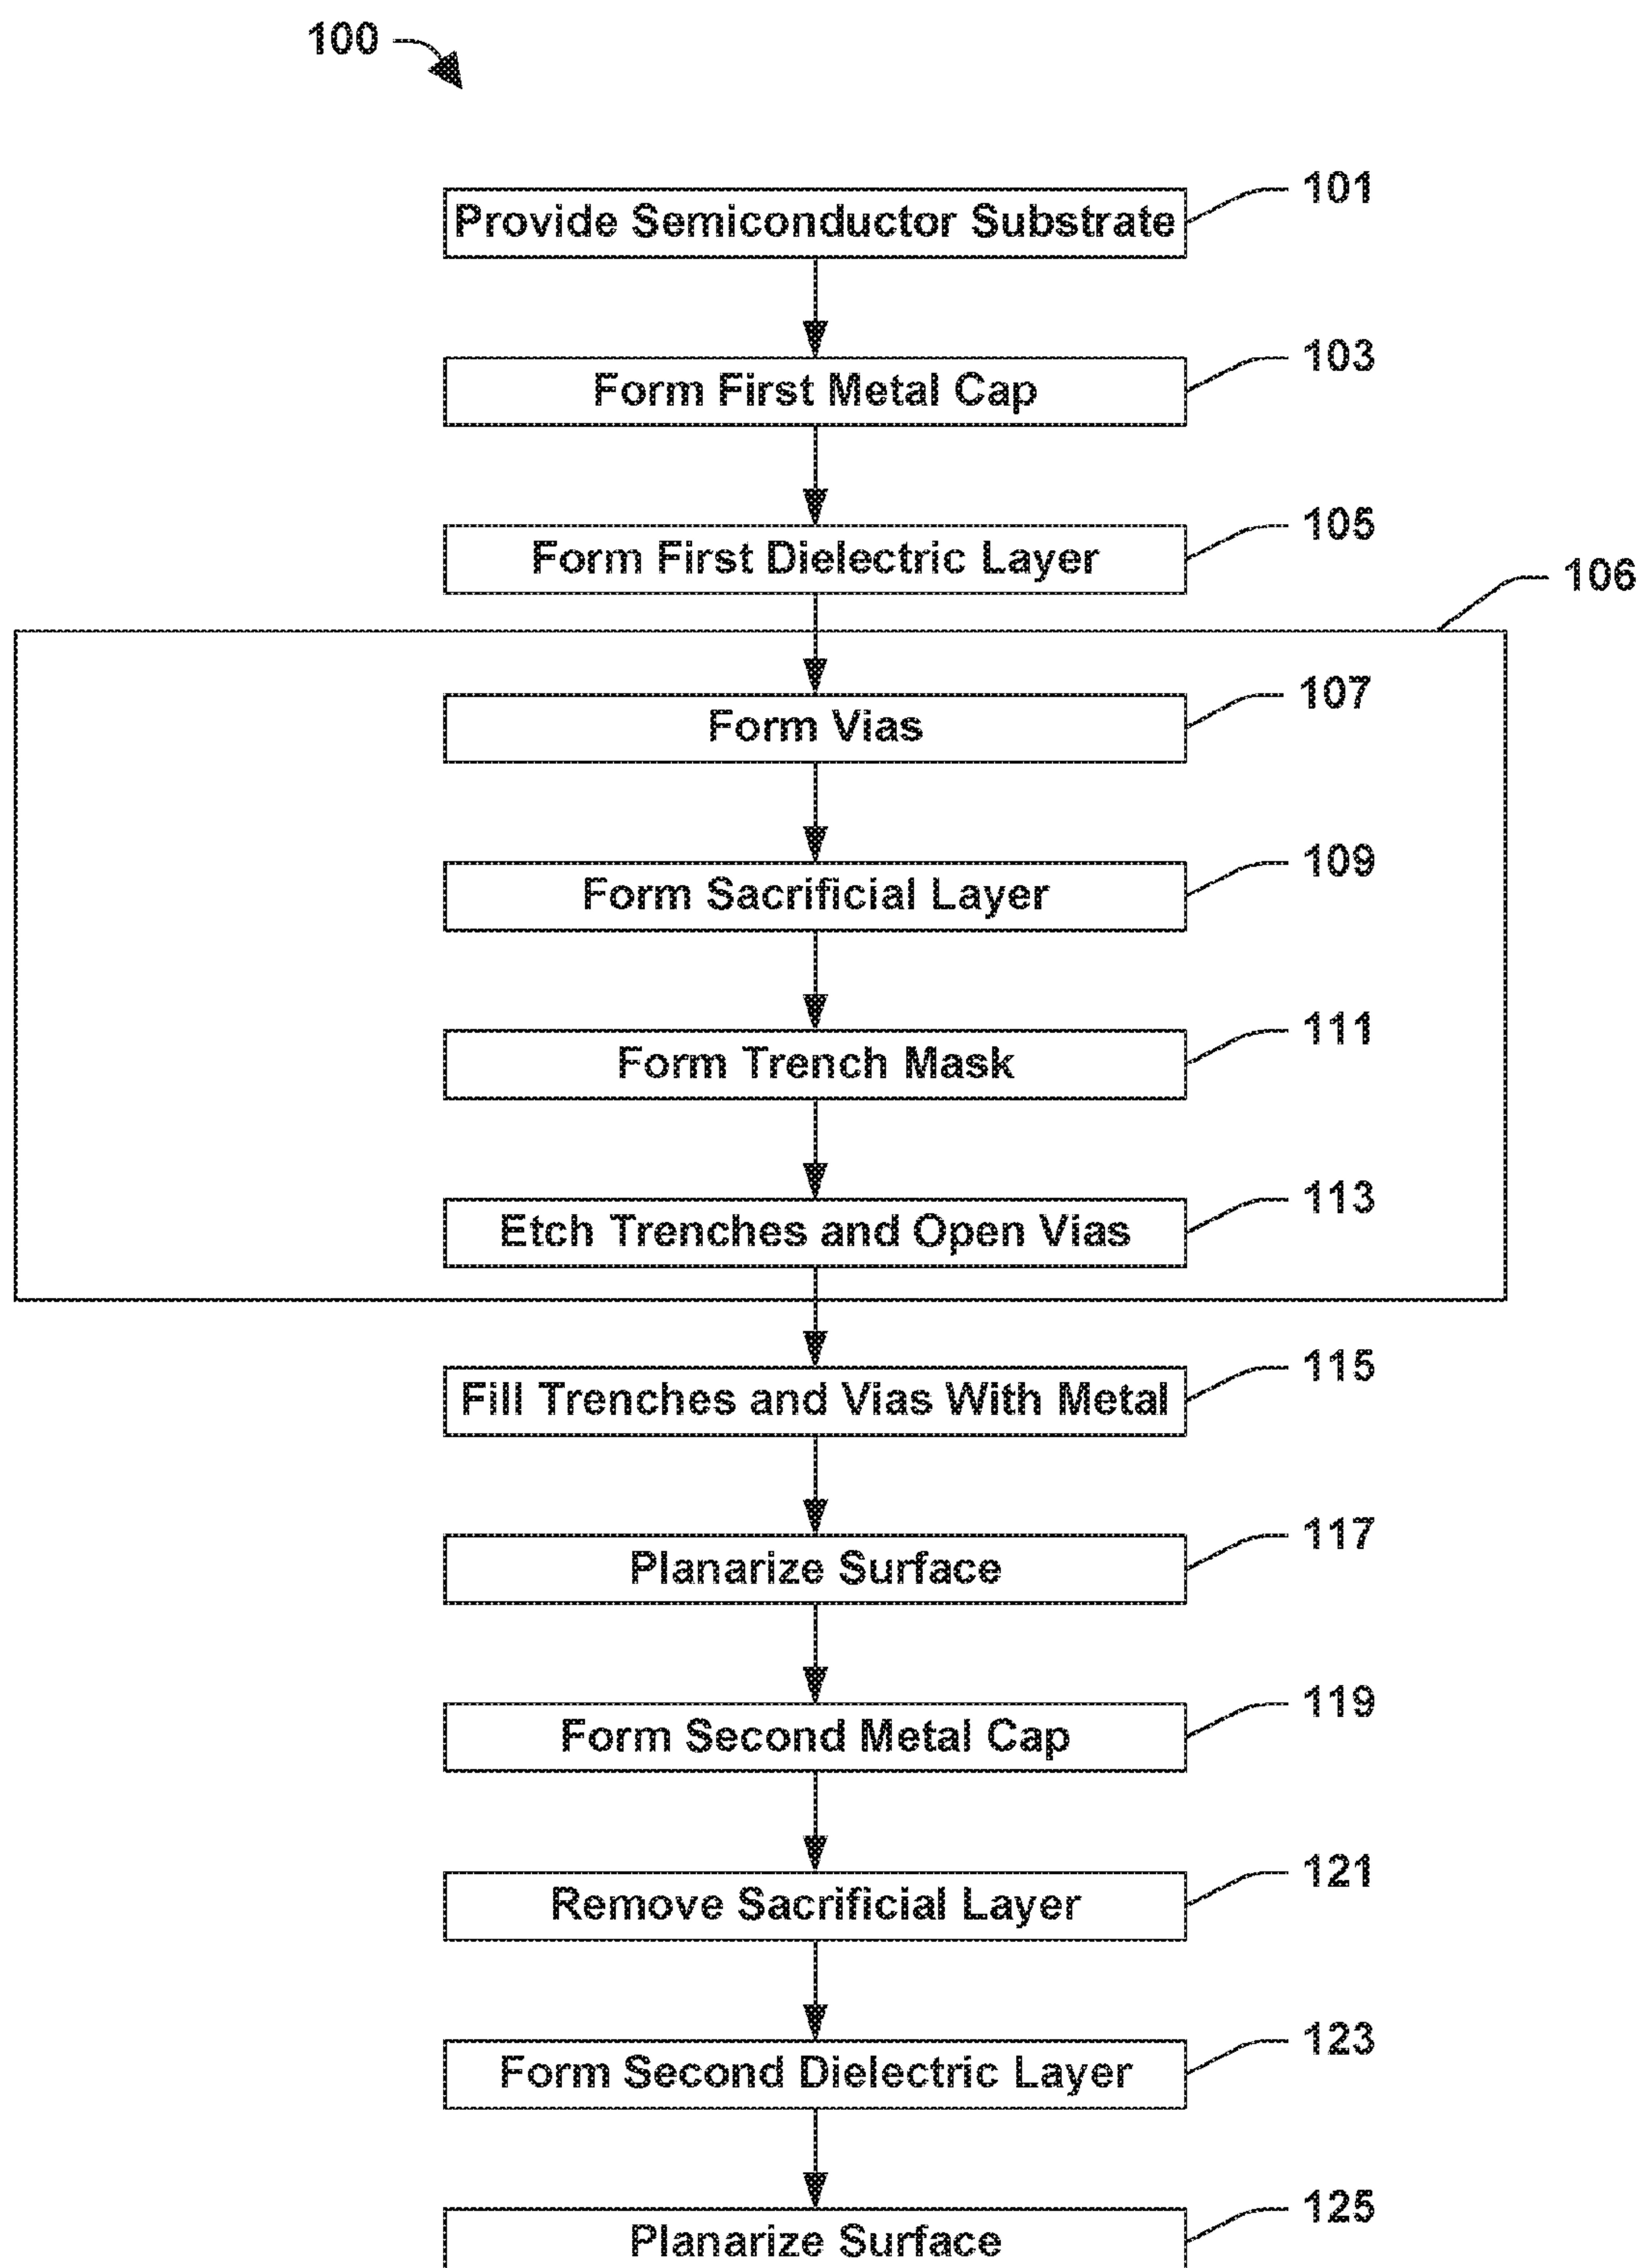 100
Provide Semiconductor Substrate 101
Form First Metal Cap 103
Form First Dielectric Layer 105
106
Form Vias 107
Form Sacrificial Layer 109
Form Trench Mask 111
Etch Trenches and Open Vias 113
Fill Trenches and Vias With Metal 115
Planarize Surface 117
Form Second Metal Cap 119
Remove Sacrificial Layer 121
Form Second Dielectric Layer 123
Planarize Surface 125